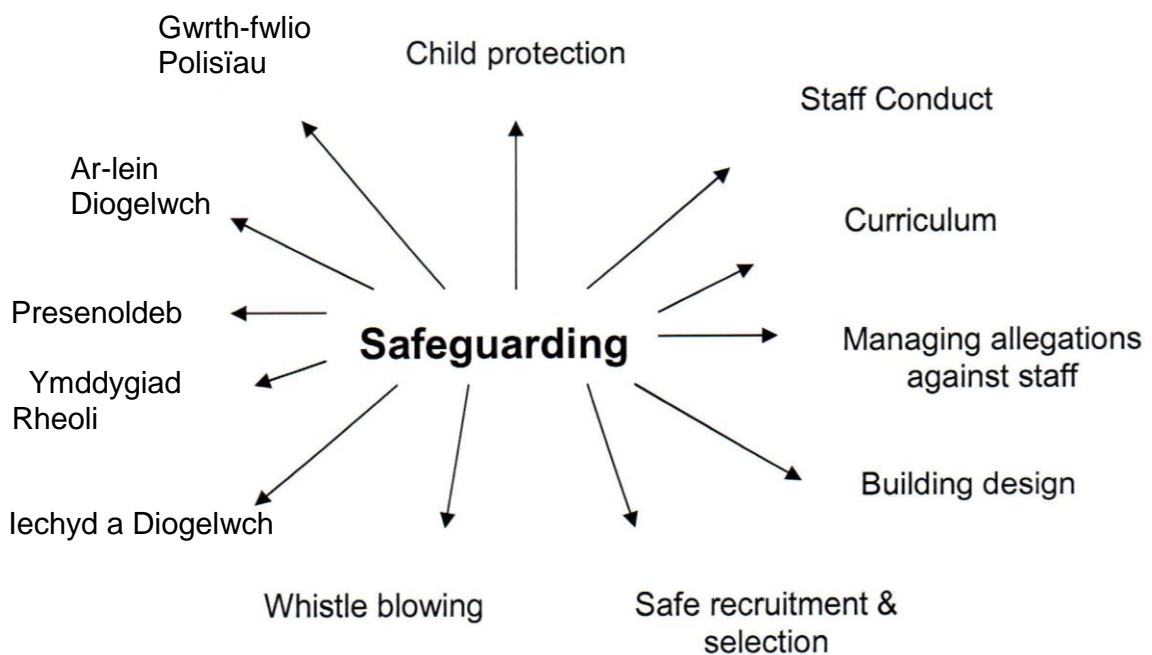 Gwrth-fwlio
Polisïau
Child protection
Staff Conduct
Ar-lein
Diogelwch
Curriculum
Presenoldeb
Safeguarding
Managing allegations
against staff
Ymddygiad
Rheoli
Building design
Iechyd a Diogelwch
Whistle blowing
Safe recruitment &
selection